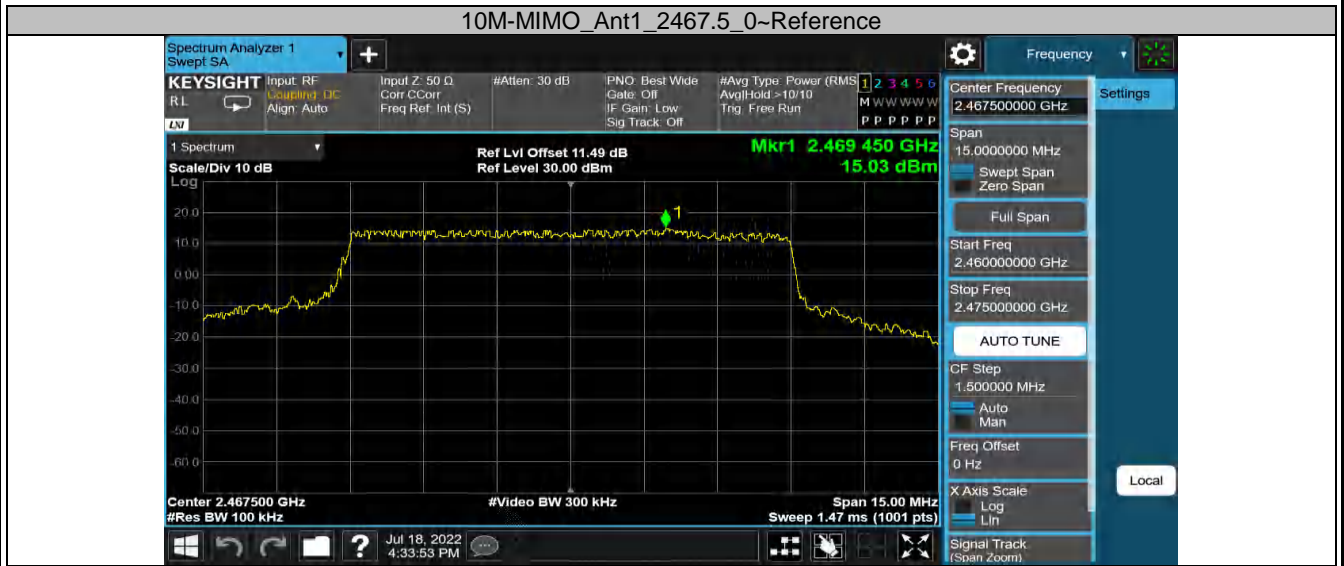 10M-MIMO_Ant1_2467.5_0~Reference
Spectrum Analyzer 1
Swept SA
+
Frequency
KEYSIGHT
RL
LXI
Input: RF
Coupling: DC
Align: Auto
Input Z: 50 Ω
Corr CCorr
Freq Ref: Int (S)
#Atten: 30 dB
PNO: Best Wide
Gate: Off
IF Gain: Low
Sig Track: Off
#Avg Type: Power (RMS
Avg|Hold >10/10
Trig: Free Run
1 2 3 4 5 6
M W W W W W
P P P P P P
1 Spectrum
Scale/Div 10 dB
Log
Ref Lvl Offset 11.49 dB
Ref Level 30.00 dBm
Mkr1 2.469 450 GHz
15.03 dBm
20.0
10.0
0.00
-10.0
-20.0
-30.0
-40.0
-50.0
-60.0
1
Center 2.467500 GHz
#Res BW 100 kHz
#Video BW 300 kHz
Span 15.00 MHz
Sweep 1.47 ms (1001 pts)
?
Jul 18, 2022
4:33:53 PM
Center Frequency
2.467500000 GHz
Settings
Span
15.0000000 MHz
Swept Span
Zero Span
Full Span
Start Freq
2.460000000 GHz
Stop Freq
2.475000000 GHz
AUTO TUNE
CF Step
1.500000 MHz
Auto
Man
Freq Offset
0 Hz
X Axis Scale
Log
Lin
Local
Signal Track
(Span Zoom)